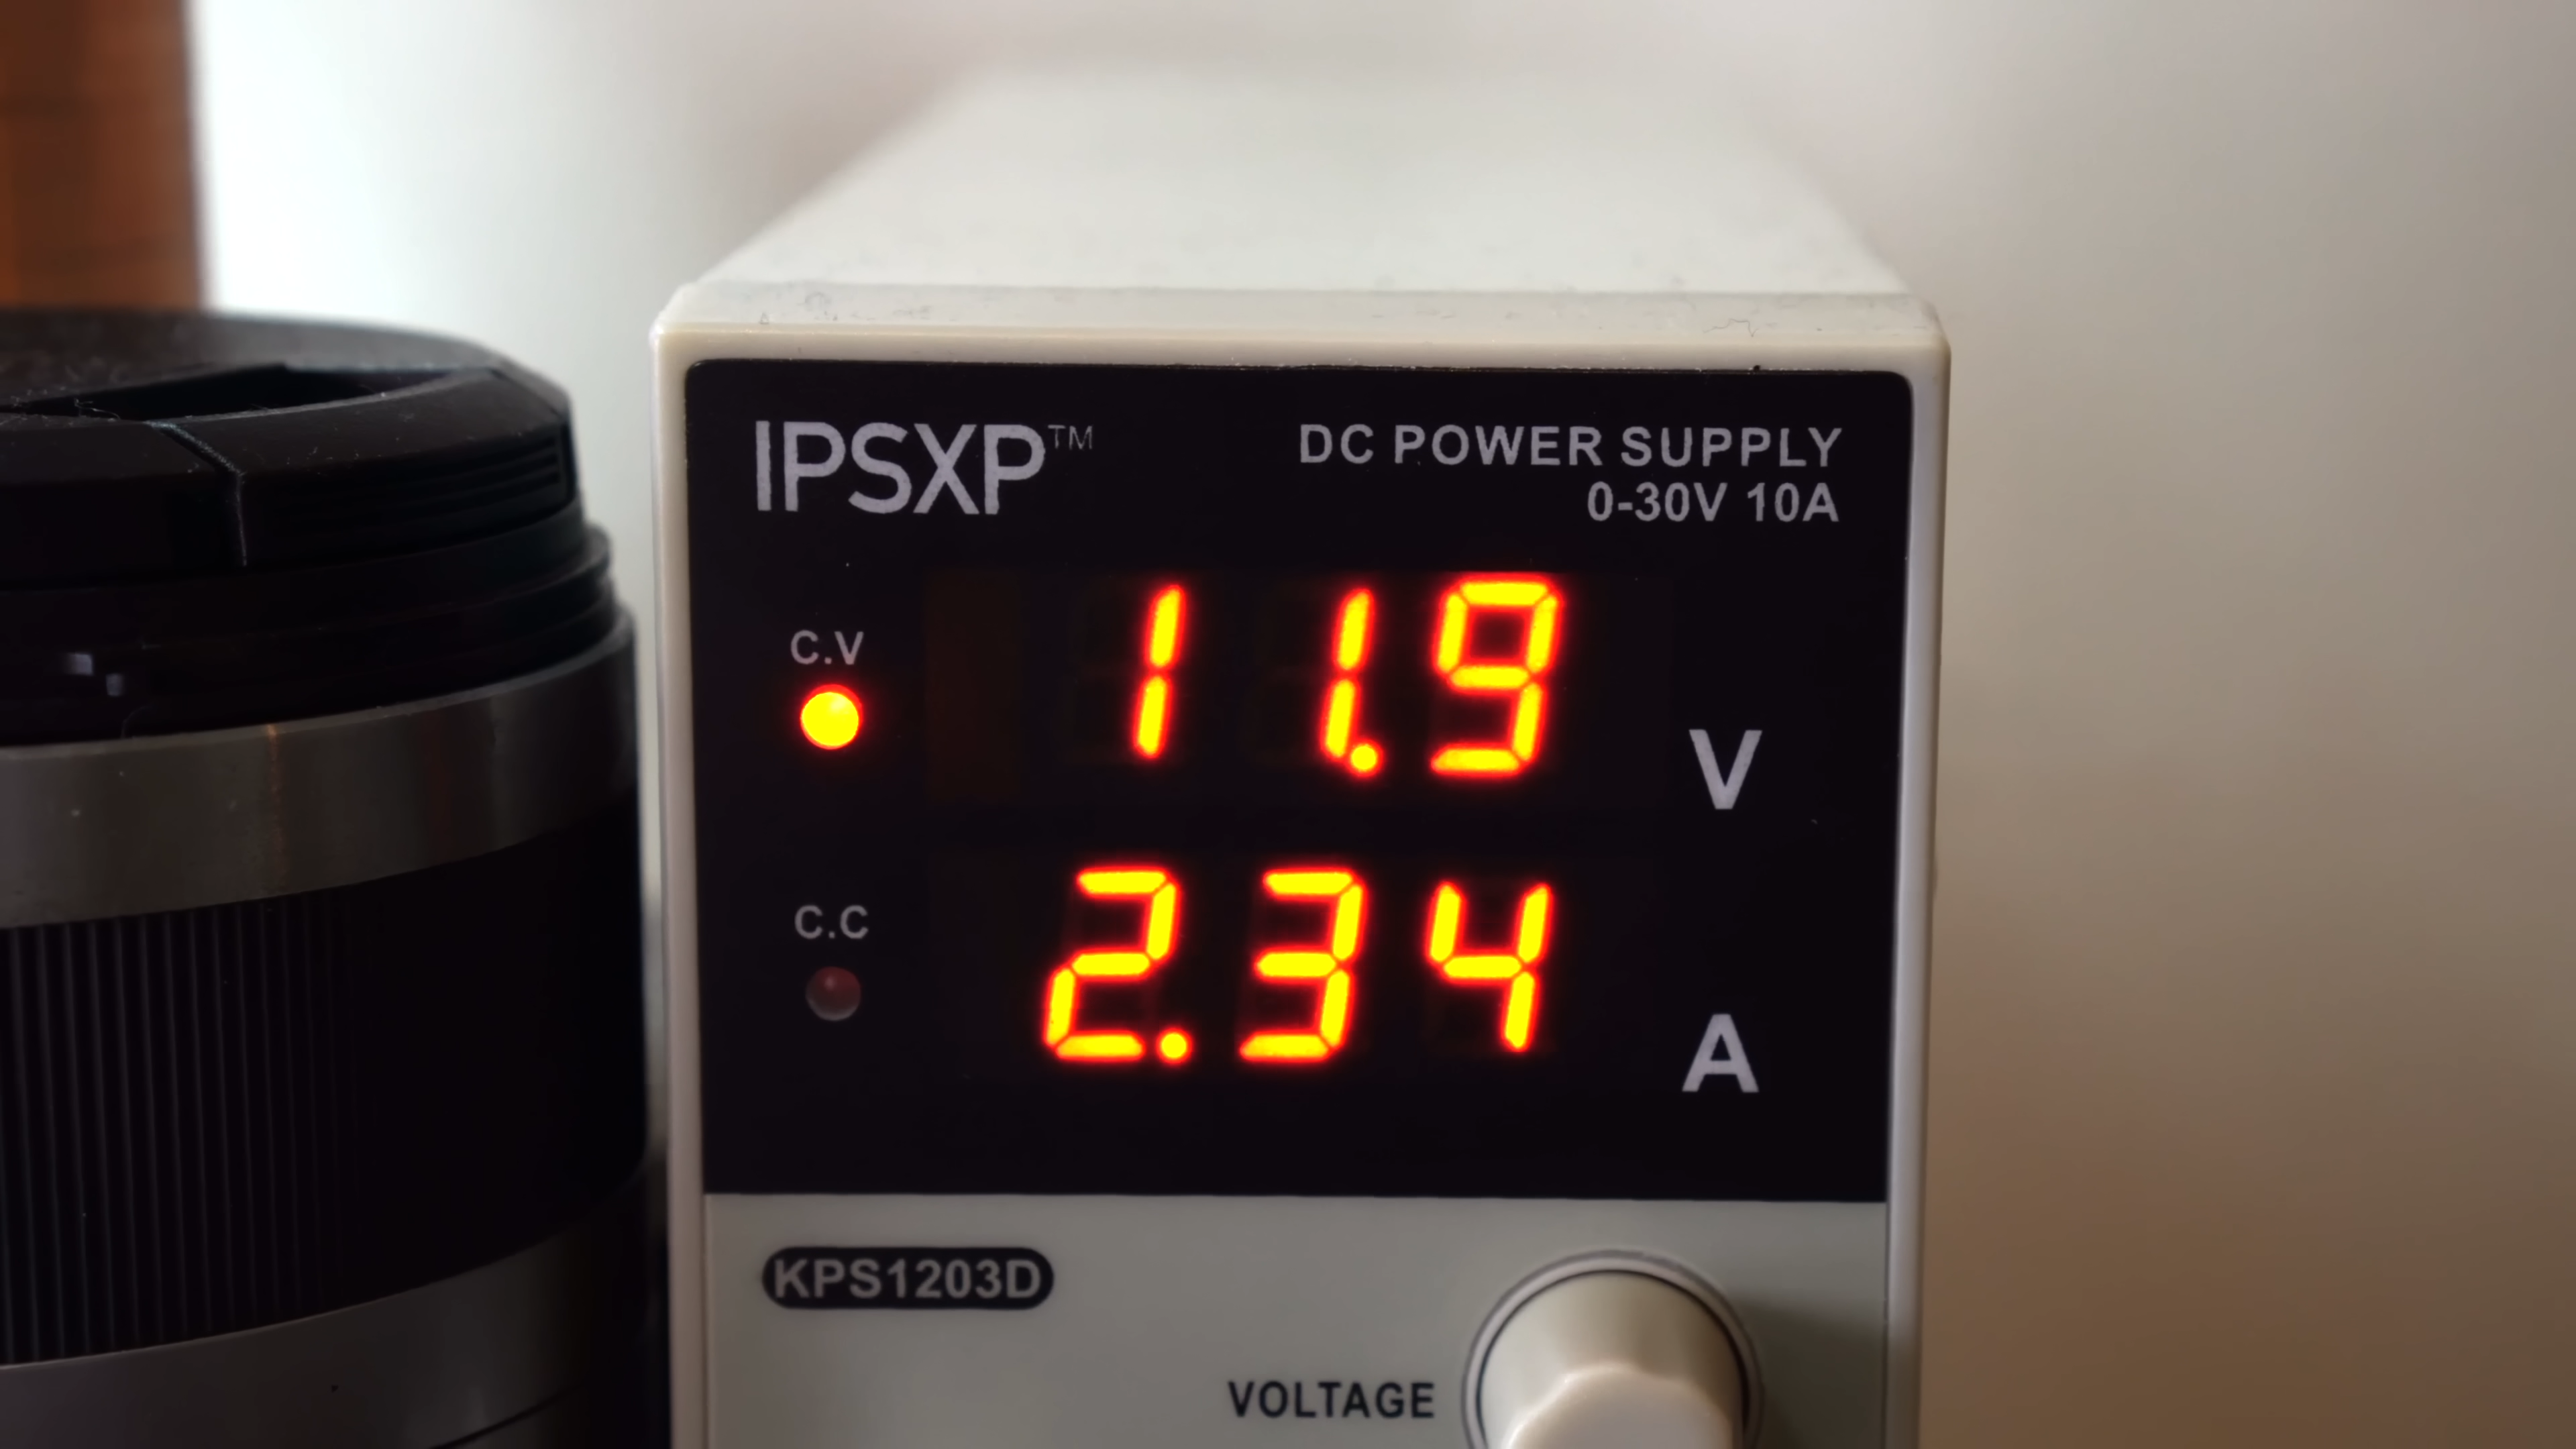 IPSXP™
DC POWER SUPPLY
0-30V 10A
C.V
11.9 V
C.C
2.34 A
KPS1203D
VOLTAGE